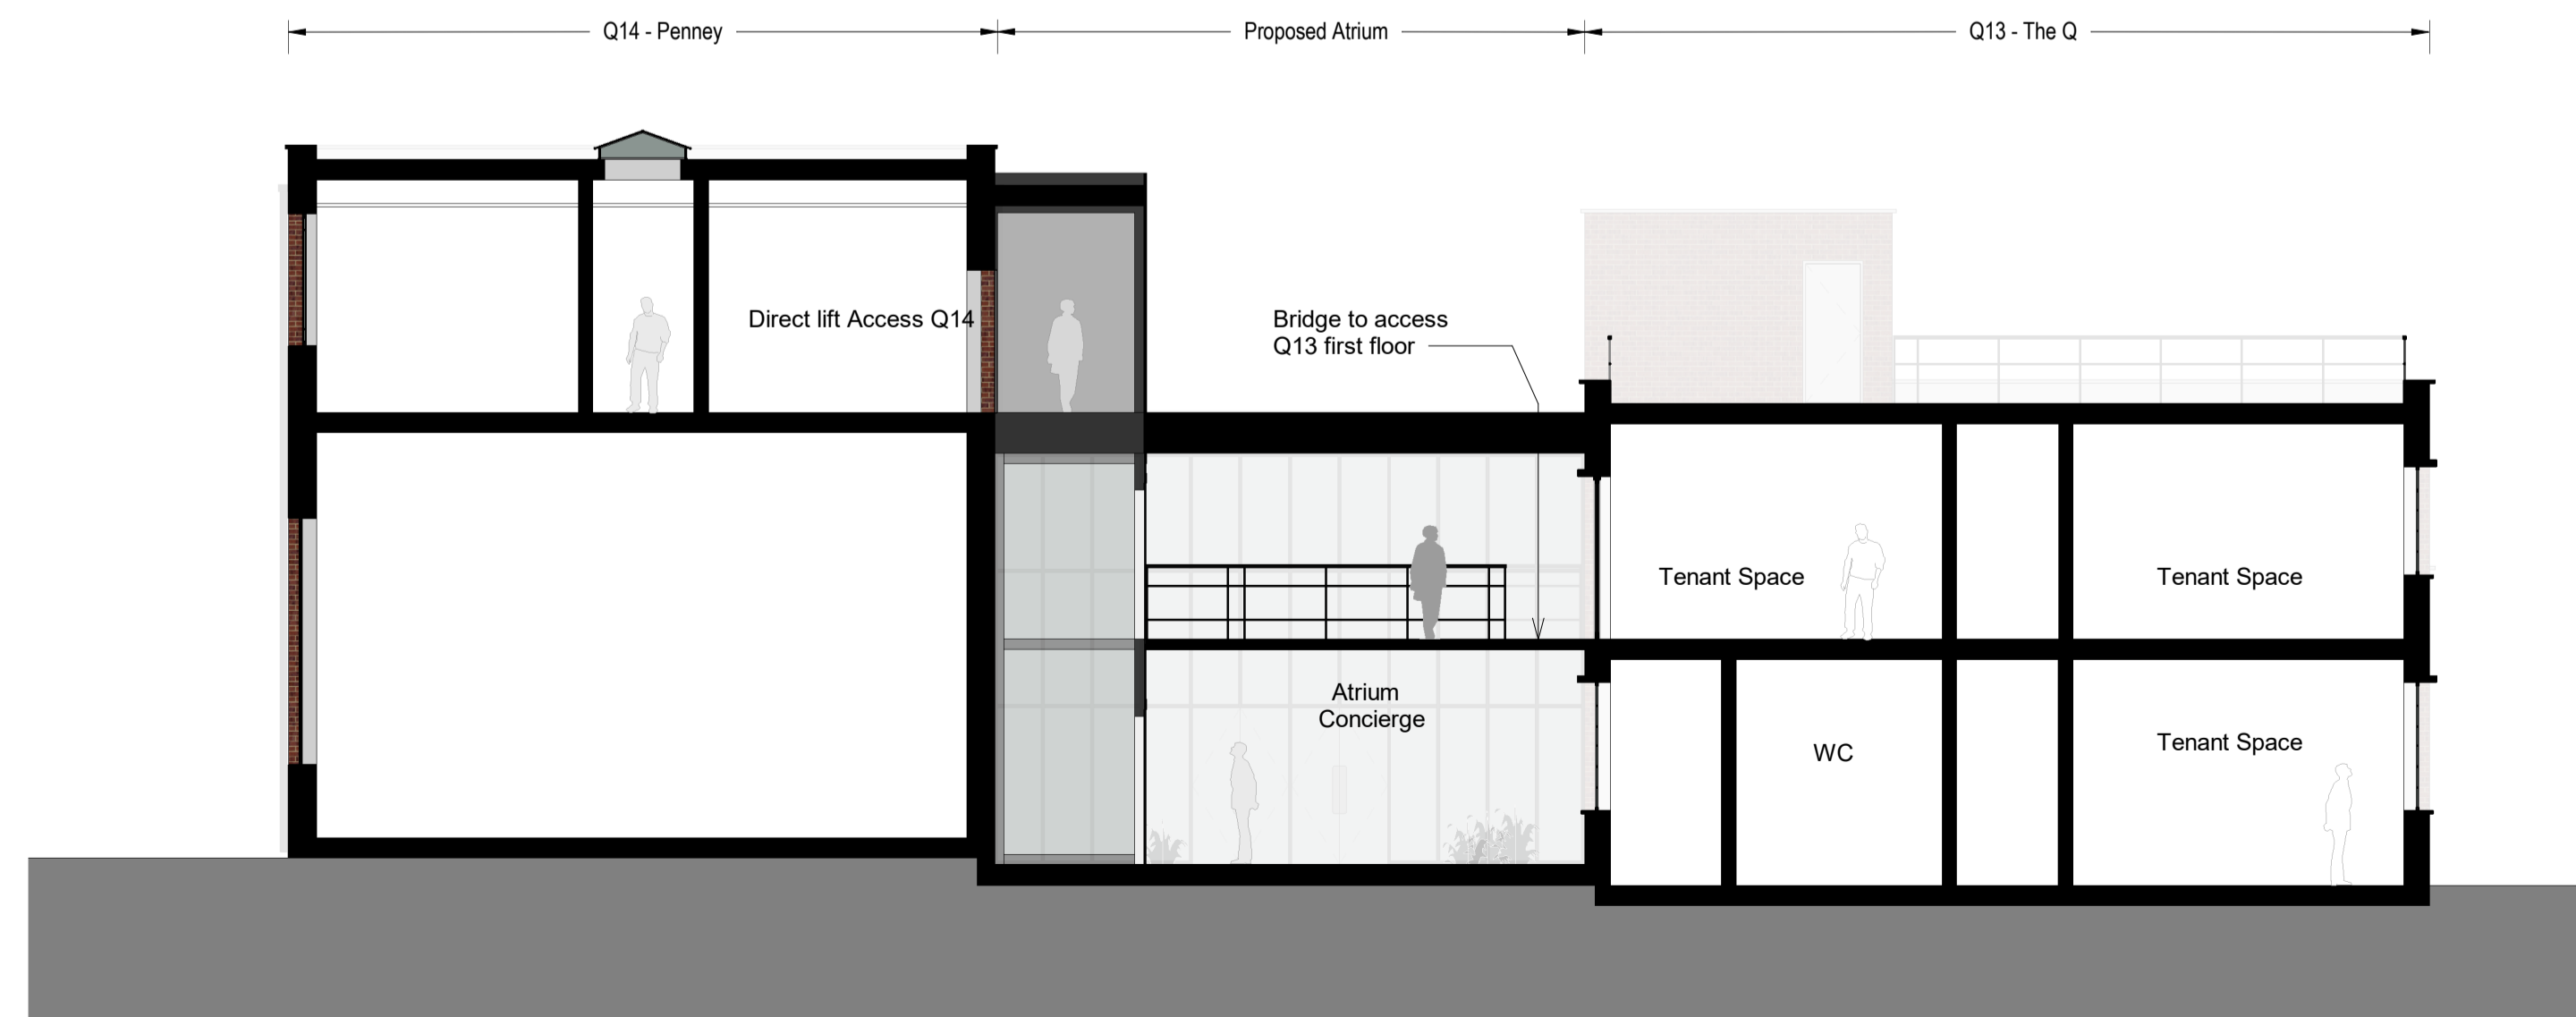 Q14 - Penney
Proposed Atrium
Q13 - The Q
Direct lift Access Q14
Bridge to access
Q13 first floor
Tenant Space
Tenant Space
Atrium
Concierge
WC
Tenant Space